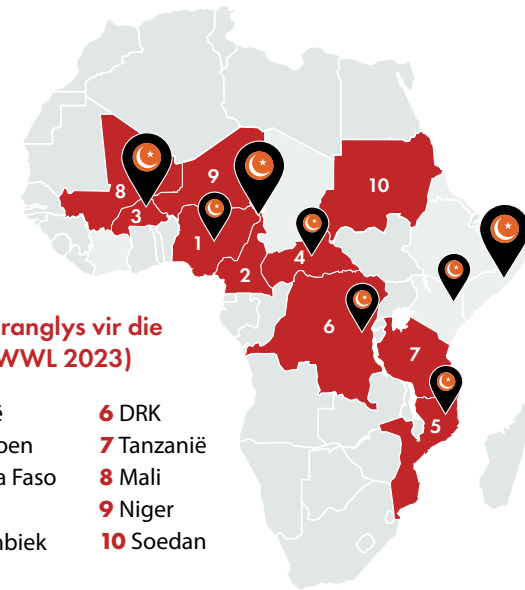 9
8
10
3
1
4
2
6
7
5
ranglys vir die
WWL 2023)
6 DRK
oen 7 Tanzanië
a Faso 8 Mali
9 Niger
biek 10 Soedan